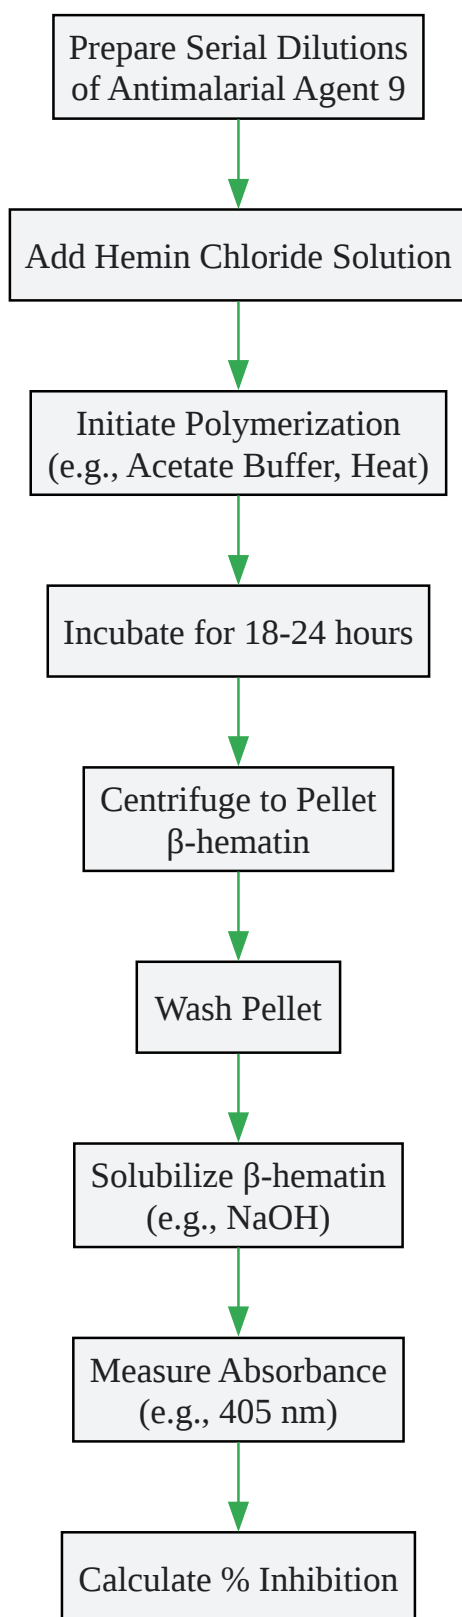 Prepare Serial Dilutions
of Antimalarial Agent 9
Add Hemin Chloride Solution
Initiate Polymerization
(e.g., Acetate Buffer, Heat)
Incubate for 18-24 hours
Centrifuge to Pellet
β-hematin
Wash Pellet
Solubilize β-hematin
(e.g., NaOH)
Measure Absorbance
(e.g., 405 nm)
Calculate % Inhibition